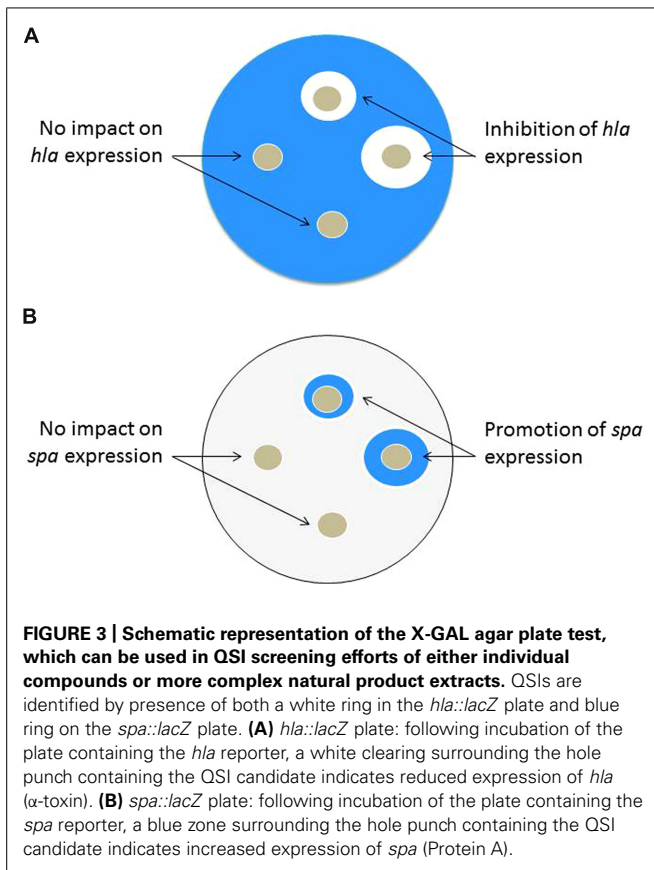 A
No impact on
hla expression
Inhibition of hla
expression
B
No impact on
spa expression
Promotion of spa
expression
FIGURE 3 | Schematic representation of the X-GAL agar plate test,
which can be used in QSI screening efforts of either individual
compounds or more complex natural product extracts. QSIs are
identified by presence of both a white ring in the hla::lacZ plate and blue
ring on the spa::lacZ plate. (A) hla::lacZ plate: following incubation of the
plate containing the hla reporter, a white clearing surrounding the hole
punch containing the QSI candidate indicates reduced expression of hla
(α-toxin). (B) spa::lacZ plate: following incubation of the plate containing the
spa reporter, a blue zone surrounding the hole punch containing the QSI
candidate indicates increased expression of spa (Protein A).